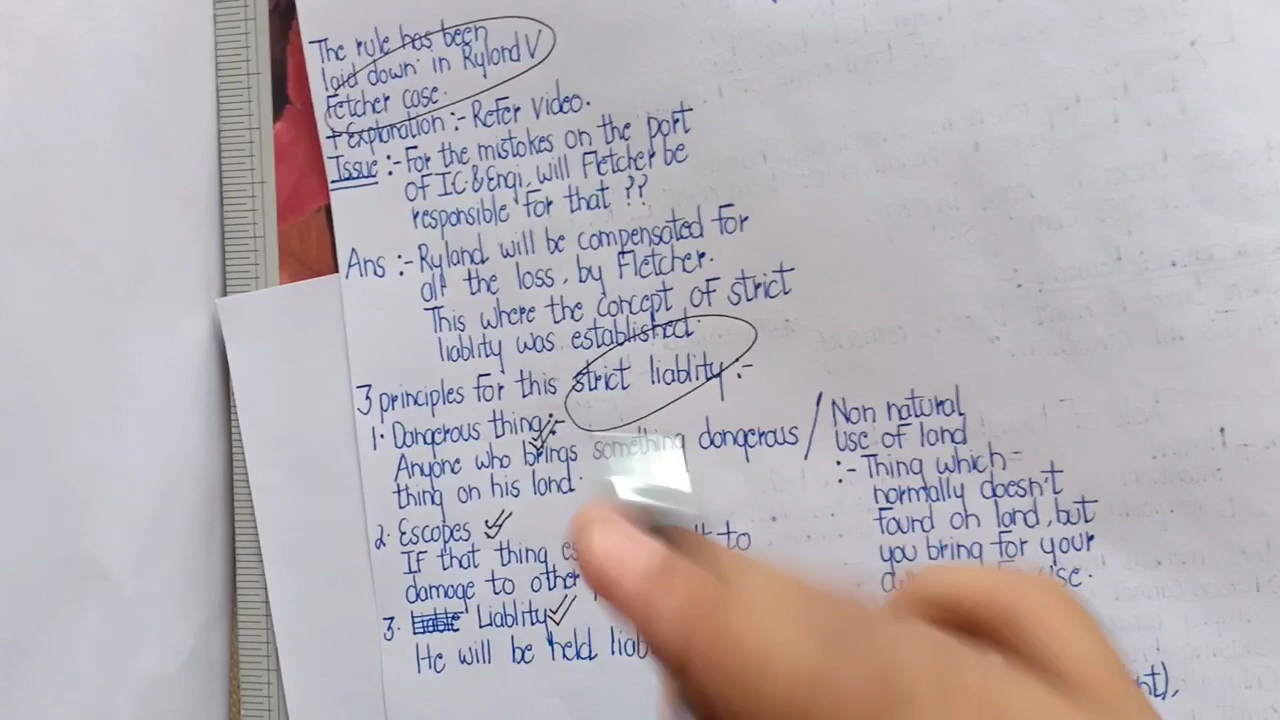 The rule has been
laid down in Ryland V
Fetcher case.
+ Explanation :- Refer video.
Issue :- For the mistakes on the part
of IC & Engi, will Fletcher be
responsible for that ??
Ans :- Ryland will be compensated for
all the loss, by Fletcher.
This where the concept of strict
liablity was established.
3 principles for this strict liablity :-
1. Dangerous thing :-
Anyone who brings something dangerous /
thing on his land.
Non natural
use of land
:- Thing which
normally doesn't
found on land, but
you bring for your
2. Escapes
If that thing
to
damage to other
3. Liablity
He will be held